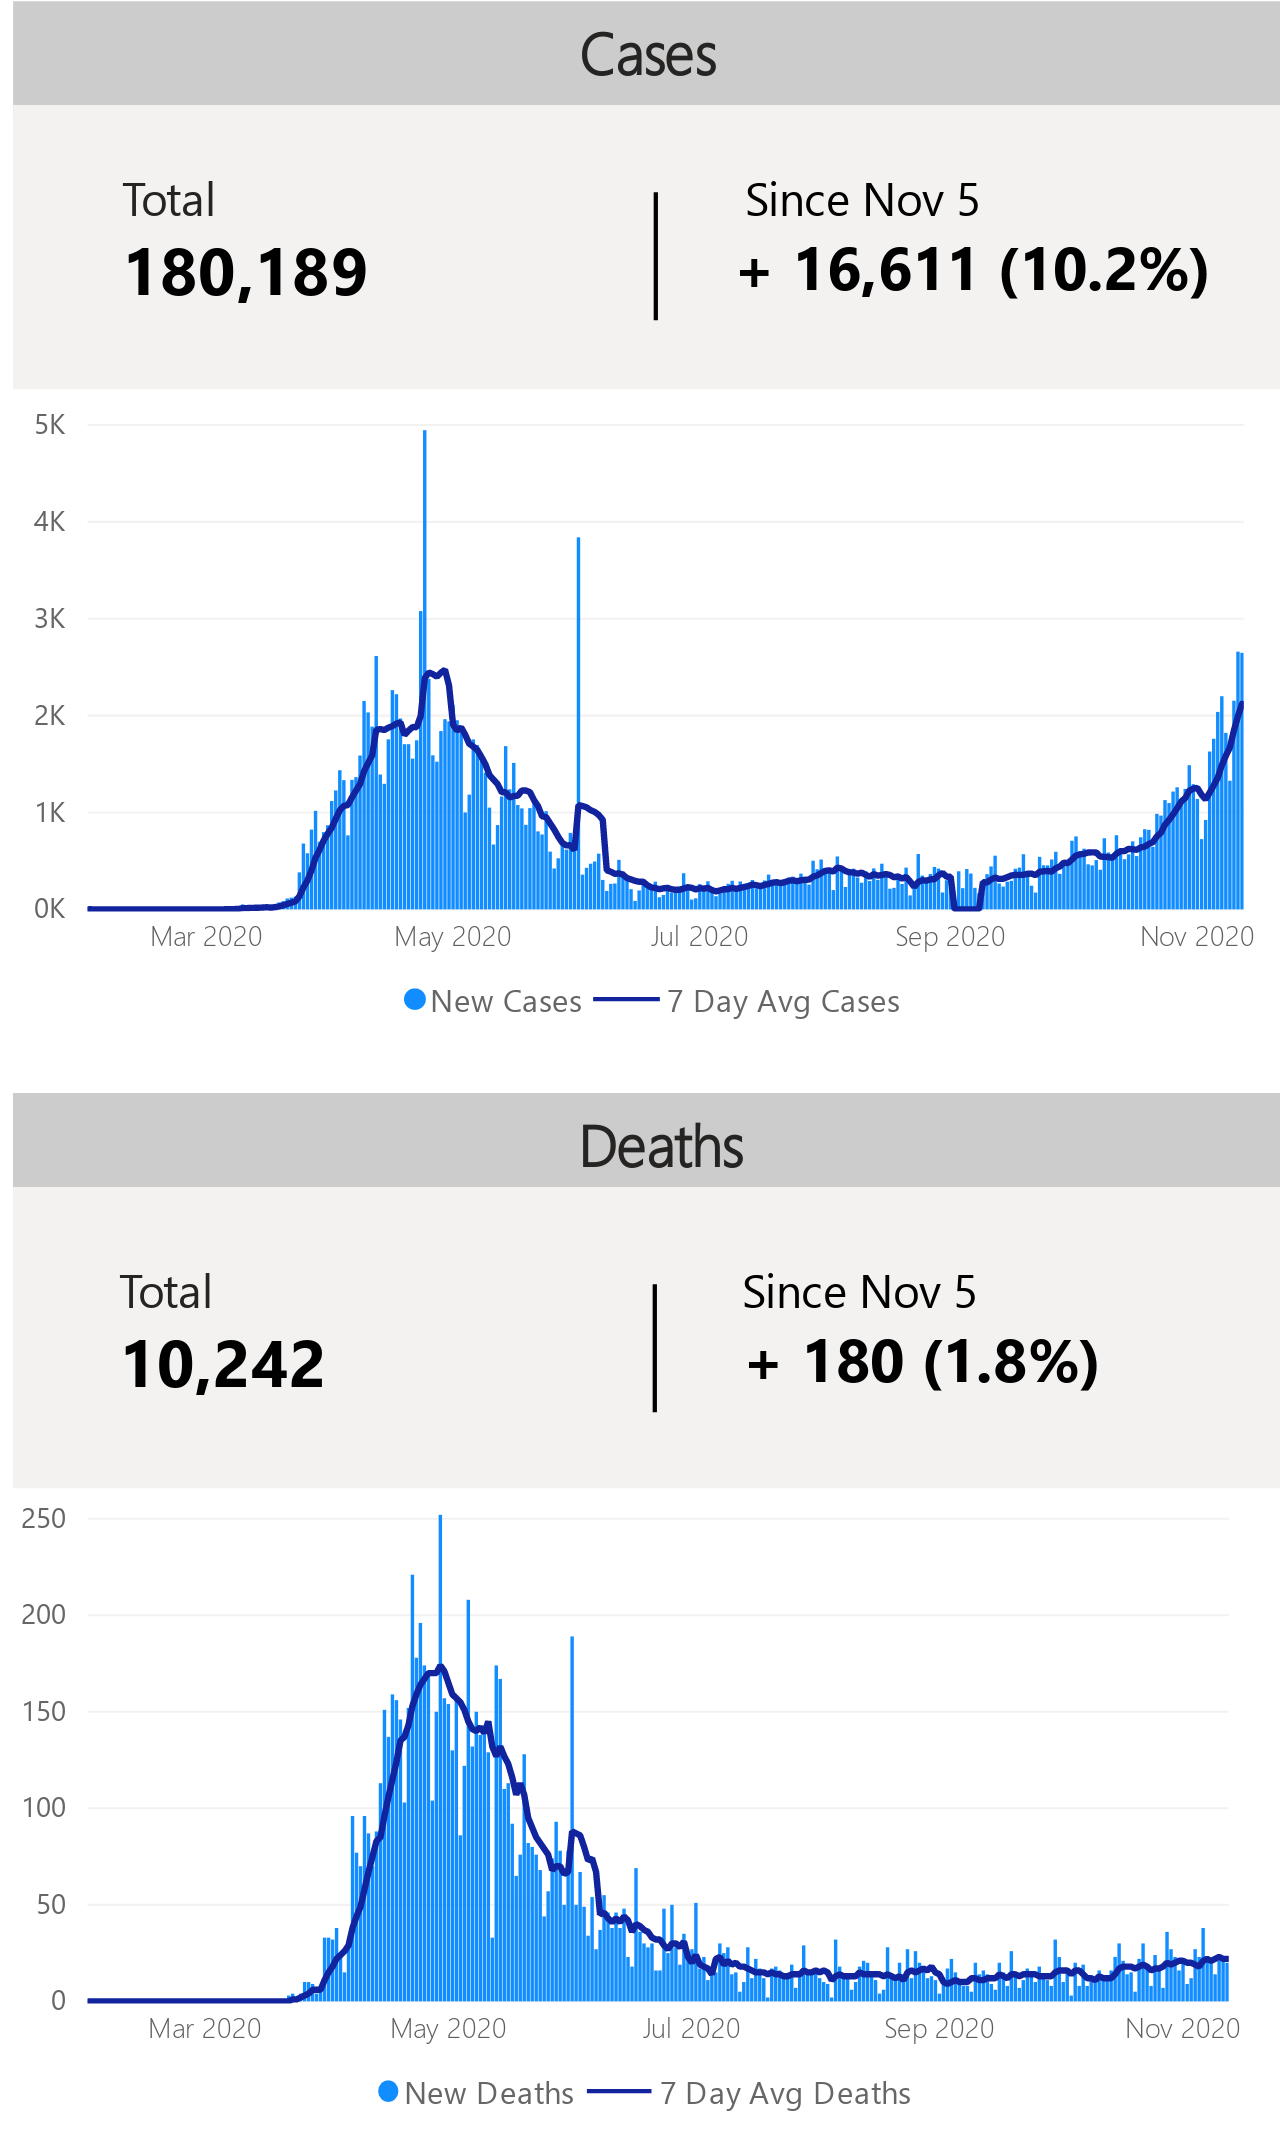 Cases
Total
Since Nov 5
180,189
+ 16,611 (10.2%)
5K
4K
3K
2K
1K
0K
Mar 2020
May 2020
Jul 2020
Sep 2020
Nov 2020
New Cases
7 Day Avg Cases
Deaths
Total
Since Nov 5
10,242
+ 180 (1.8%)
250
200
150
100
50
0
Mar 2020
May 2020
Jul 2020
Sep 2020
Nov 2020
New Deaths
7 Day Avg Deaths